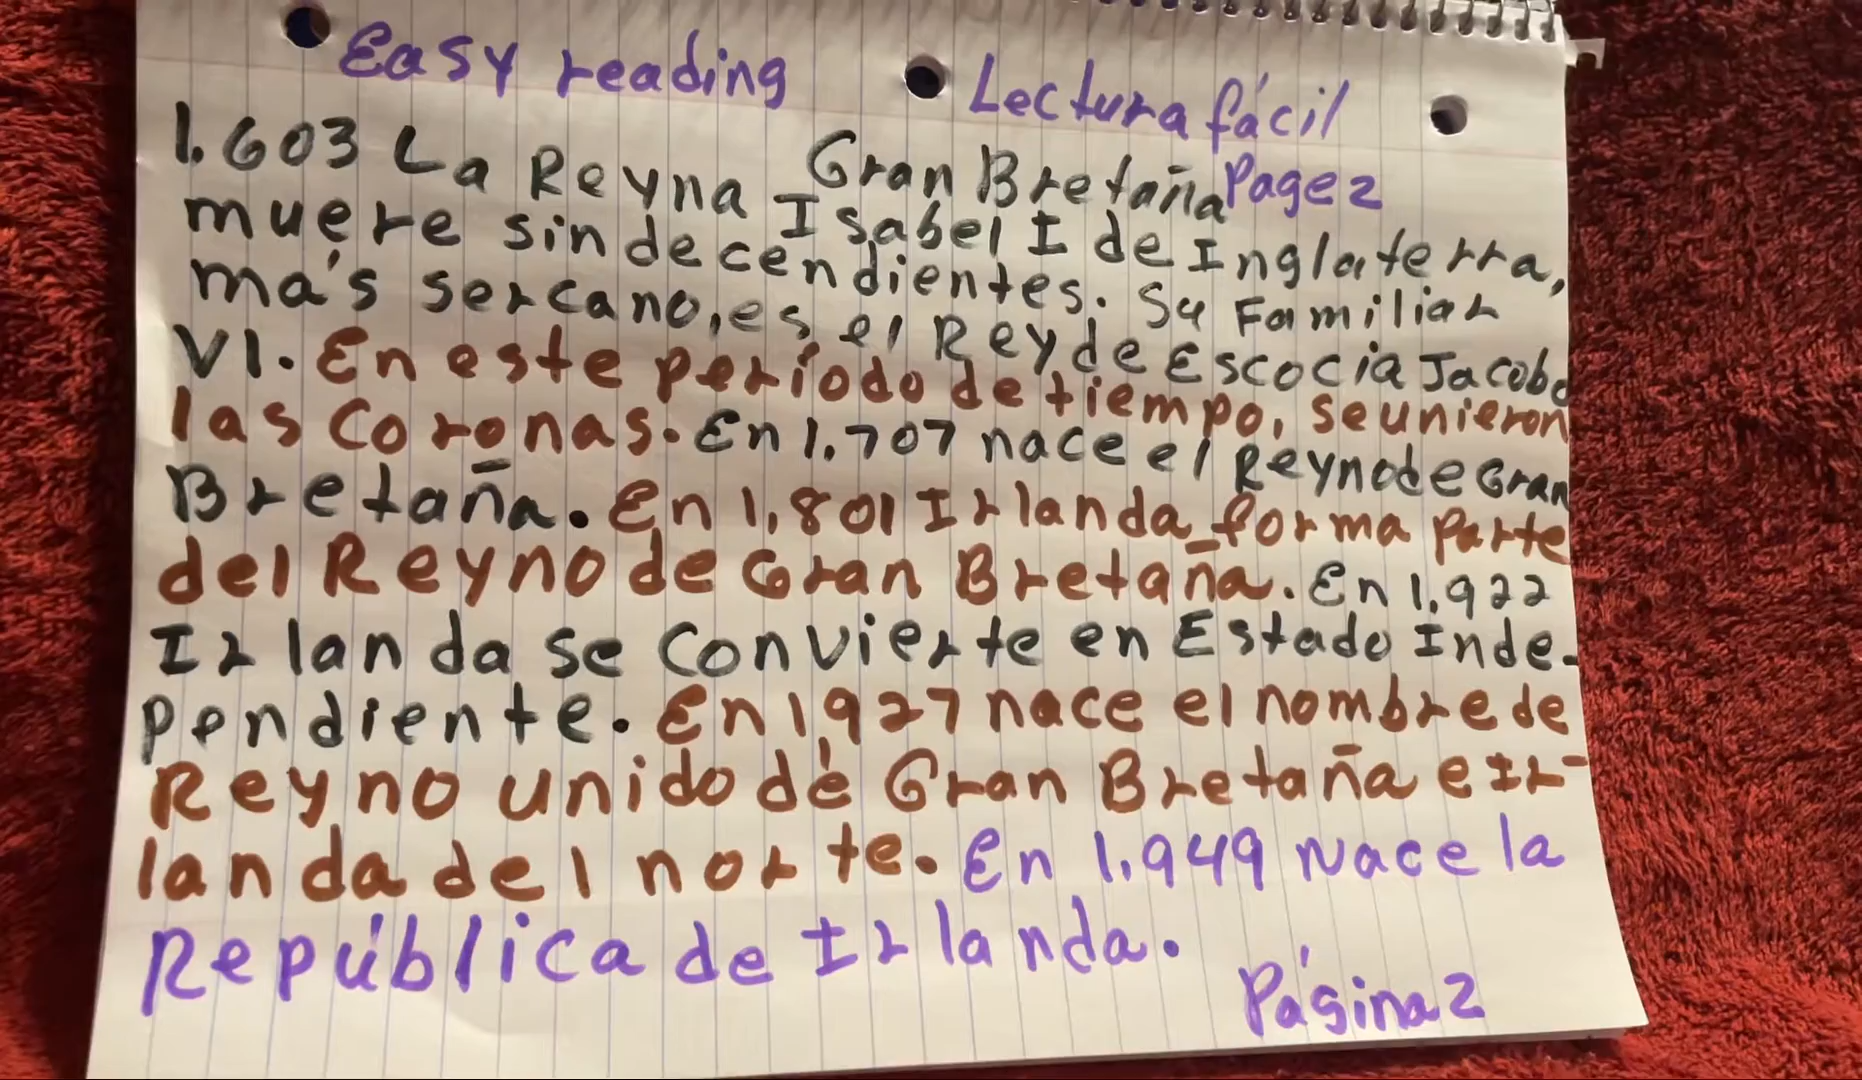 Easy reading
Lectura fácil
Gran Bretaña Page 2
1.603 La Reyna Isabel I de Inglaterra,
muere sin decendientes. Su Familiar
más sercano, es el Rey de Escocia Jacobo
VI. En este período de tiempo, se unieron
las Coronas. En 1.707 nace el Reyno de Gran
Bretaña. En 1.801 Irlanda forma parte
del Reyno de Gran Bretaña. En 1.922
Irlanda se convierte en Estado Inde-
pendiente. En 1927 nace el nombre de
Reyno unido de Gran Bretaña e Ir-
landa del norte. En 1.949 Nace la
República de Irlanda.
Página 2